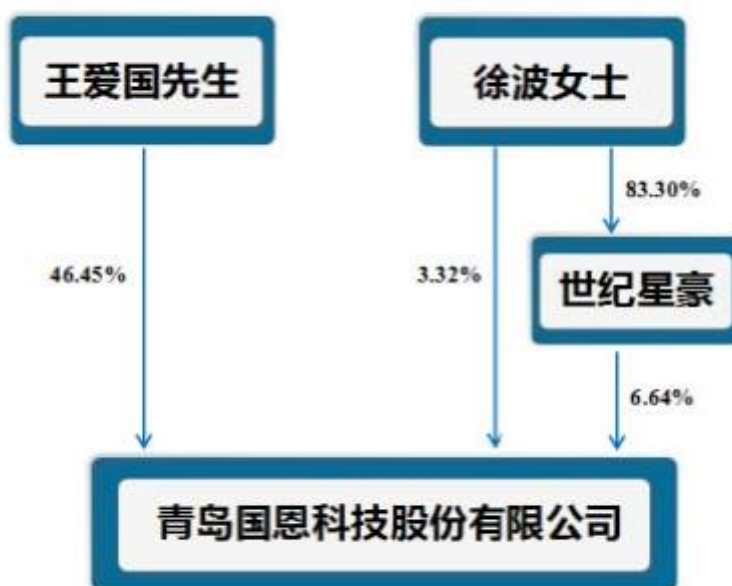 王爱国先生
徐波女士
83.30%
46.45%
3.32%
世纪星豪
6.64%
青岛国恩科技股份有限公司